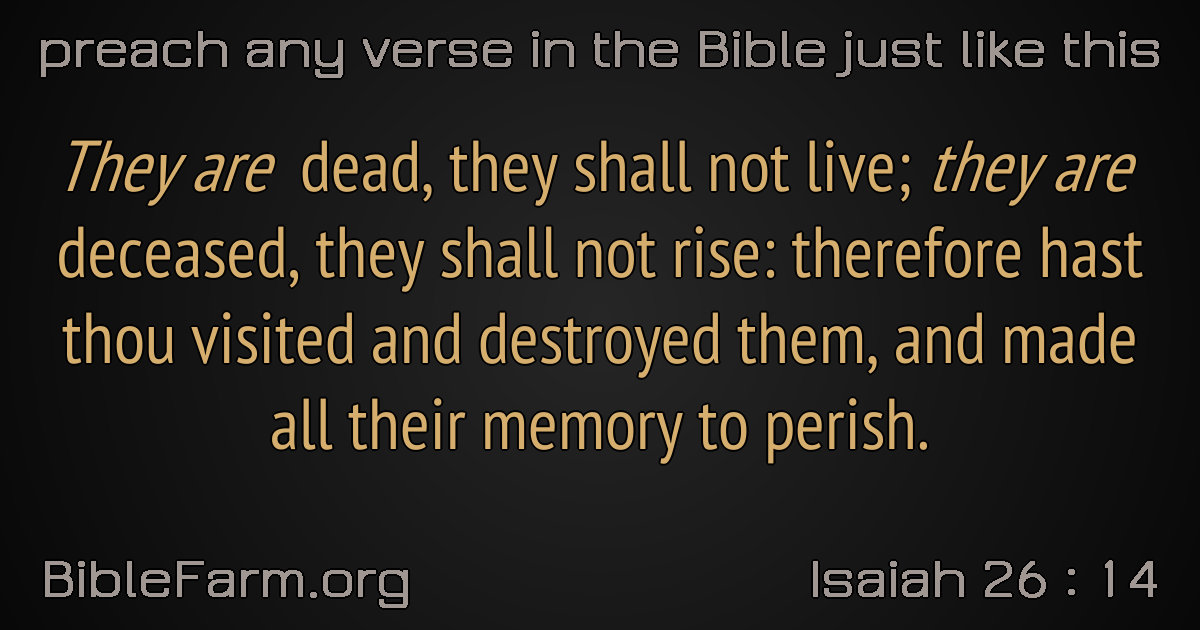 preach any verse in the Bible just like this
They are dead, they shall not live; they are
deceased, they shall not rise: therefore hast
thou visited and destroyed them, and made
all their memory to perish.
BibleFarm.org
Isaiah 26 : 14